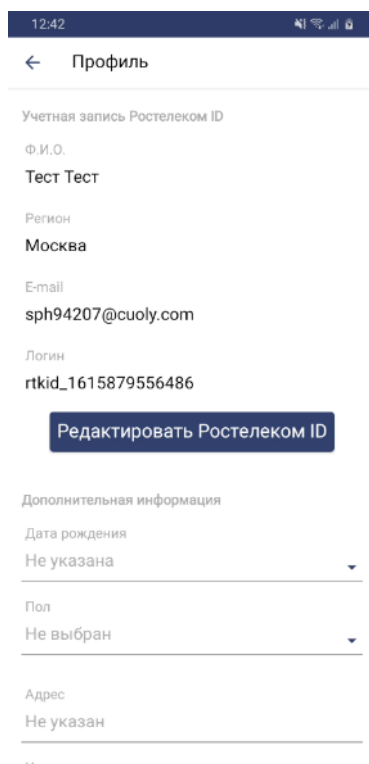 12:42
Профиль
Учетная запись Ростелеком ID
Ф.И.О.
Тест Тест
Регион
Москва
E-mail
sph94207@cuoly.com
Логин
rtkid_1615879556486
Редактировать Ростелеком ID
Дополнительная информация
Дата рождения
Не указана
Пол
Не выбран
Адрес
Не указан